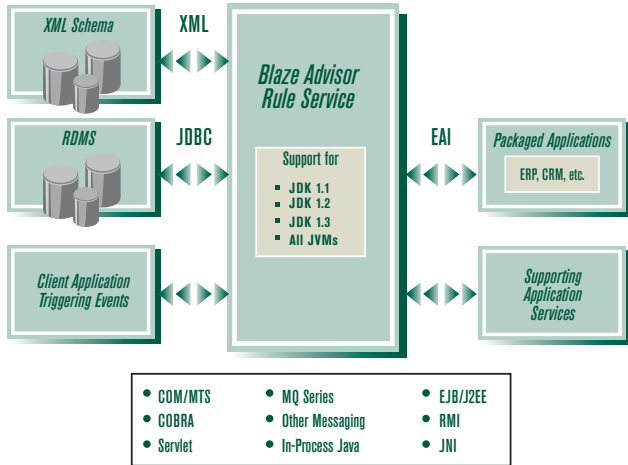 XML Schema
XML
RDMS
JDBC
Client Application
Triggering Events
Blaze Advisor
Rule Service
Support for
▪ JDK 1.1
▪ JDK 1.2
▪ JDK 1.3
▪ All JVMs
EAI
Packaged Applications
ERP, CRM, etc.
Supporting
Application
Services
• COM/MTS
• COBRA
• Servlet
• MQ Series
• Other Messaging
• In-Process Java
• EJB/J2EE
• RMI
• JNI